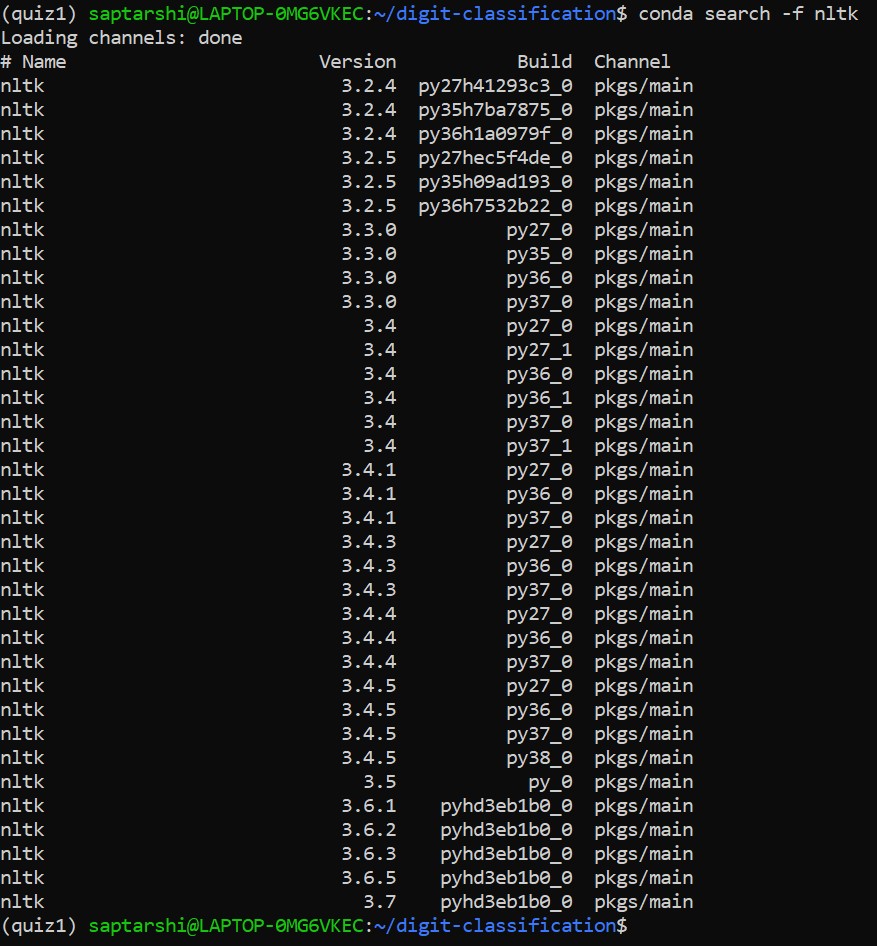 (quiz1) saptarshi@LAPTOP-0MG6VKEC:~/digit-classification$ conda search -f nltk
Loading channels: done
# Name                       Version           Build  Channel
nltk                           3.2.4  py27h41293c3_0  pkgs/main
nltk                           3.2.4  py35h7ba7875_0  pkgs/main
nltk                           3.2.4  py36h1a0979f_0  pkgs/main
nltk                           3.2.5  py27hec5f4de_0  pkgs/main
nltk                           3.2.5  py35h09ad193_0  pkgs/main
nltk                           3.2.5  py36h7532b22_0  pkgs/main
nltk                           3.3.0          py27_0  pkgs/main
nltk                           3.3.0          py35_0  pkgs/main
nltk                           3.3.0          py36_0  pkgs/main
nltk                           3.3.0          py37_0  pkgs/main
nltk                             3.4          py27_0  pkgs/main
nltk                             3.4          py27_1  pkgs/main
nltk                             3.4          py36_0  pkgs/main
nltk                             3.4          py36_1  pkgs/main
nltk                             3.4          py37_0  pkgs/main
nltk                             3.4          py37_1  pkgs/main
nltk                           3.4.1          py27_0  pkgs/main
nltk                           3.4.1          py36_0  pkgs/main
nltk                           3.4.1          py37_0  pkgs/main
nltk                           3.4.3          py27_0  pkgs/main
nltk                           3.4.3          py36_0  pkgs/main
nltk                           3.4.3          py37_0  pkgs/main
nltk                           3.4.4          py27_0  pkgs/main
nltk                           3.4.4          py36_0  pkgs/main
nltk                           3.4.4          py37_0  pkgs/main
nltk                           3.4.5          py27_0  pkgs/main
nltk                           3.4.5          py36_0  pkgs/main
nltk                           3.4.5          py37_0  pkgs/main
nltk                           3.4.5          py38_0  pkgs/main
nltk                             3.5            py_0  pkgs/main
nltk                           3.6.1    pyhd3eb1b0_0  pkgs/main
nltk                           3.6.2    pyhd3eb1b0_0  pkgs/main
nltk                           3.6.3    pyhd3eb1b0_0  pkgs/main
nltk                           3.6.5    pyhd3eb1b0_0  pkgs/main
nltk                             3.7    pyhd3eb1b0_0  pkgs/main
(quiz1) saptarshi@LAPTOP-0MG6VKEC:~/digit-classification$